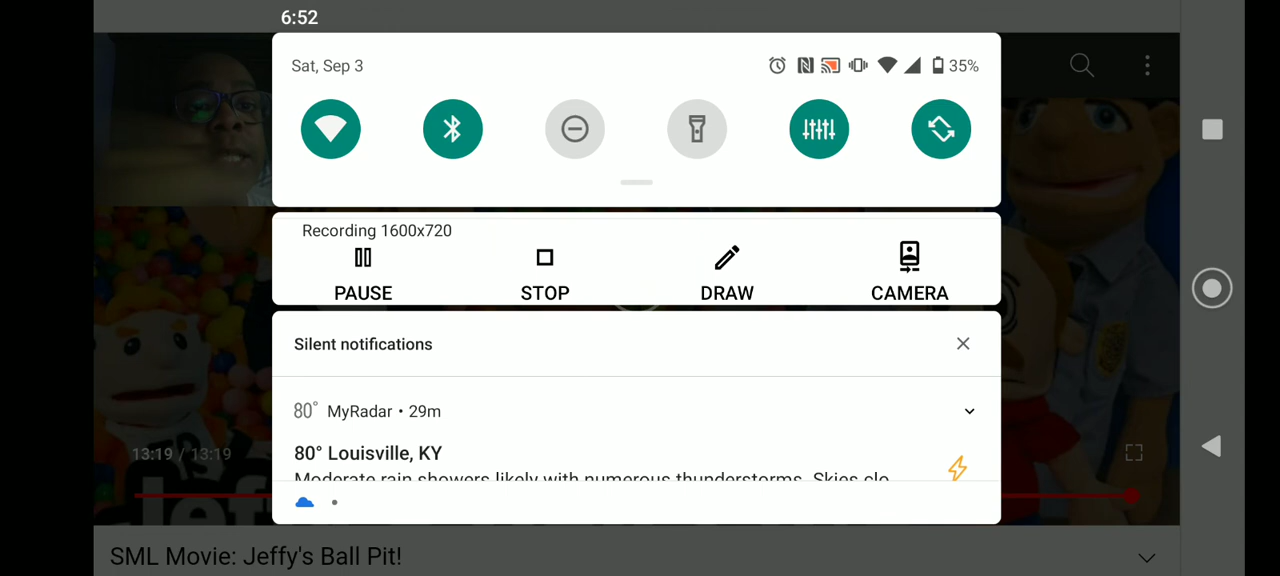 6:52
Sat, Sep 3
35%
Recording 1600x720
PAUSE
STOP
DRAW
CAMERA
Silent notifications
80° MyRadar • 29m
80° Louisville, KY
Moderate rain showers likely with numerous thunderstorms. Skies clo
13:19 / 13:19
SML Movie: Jeffy's Ball Pit!